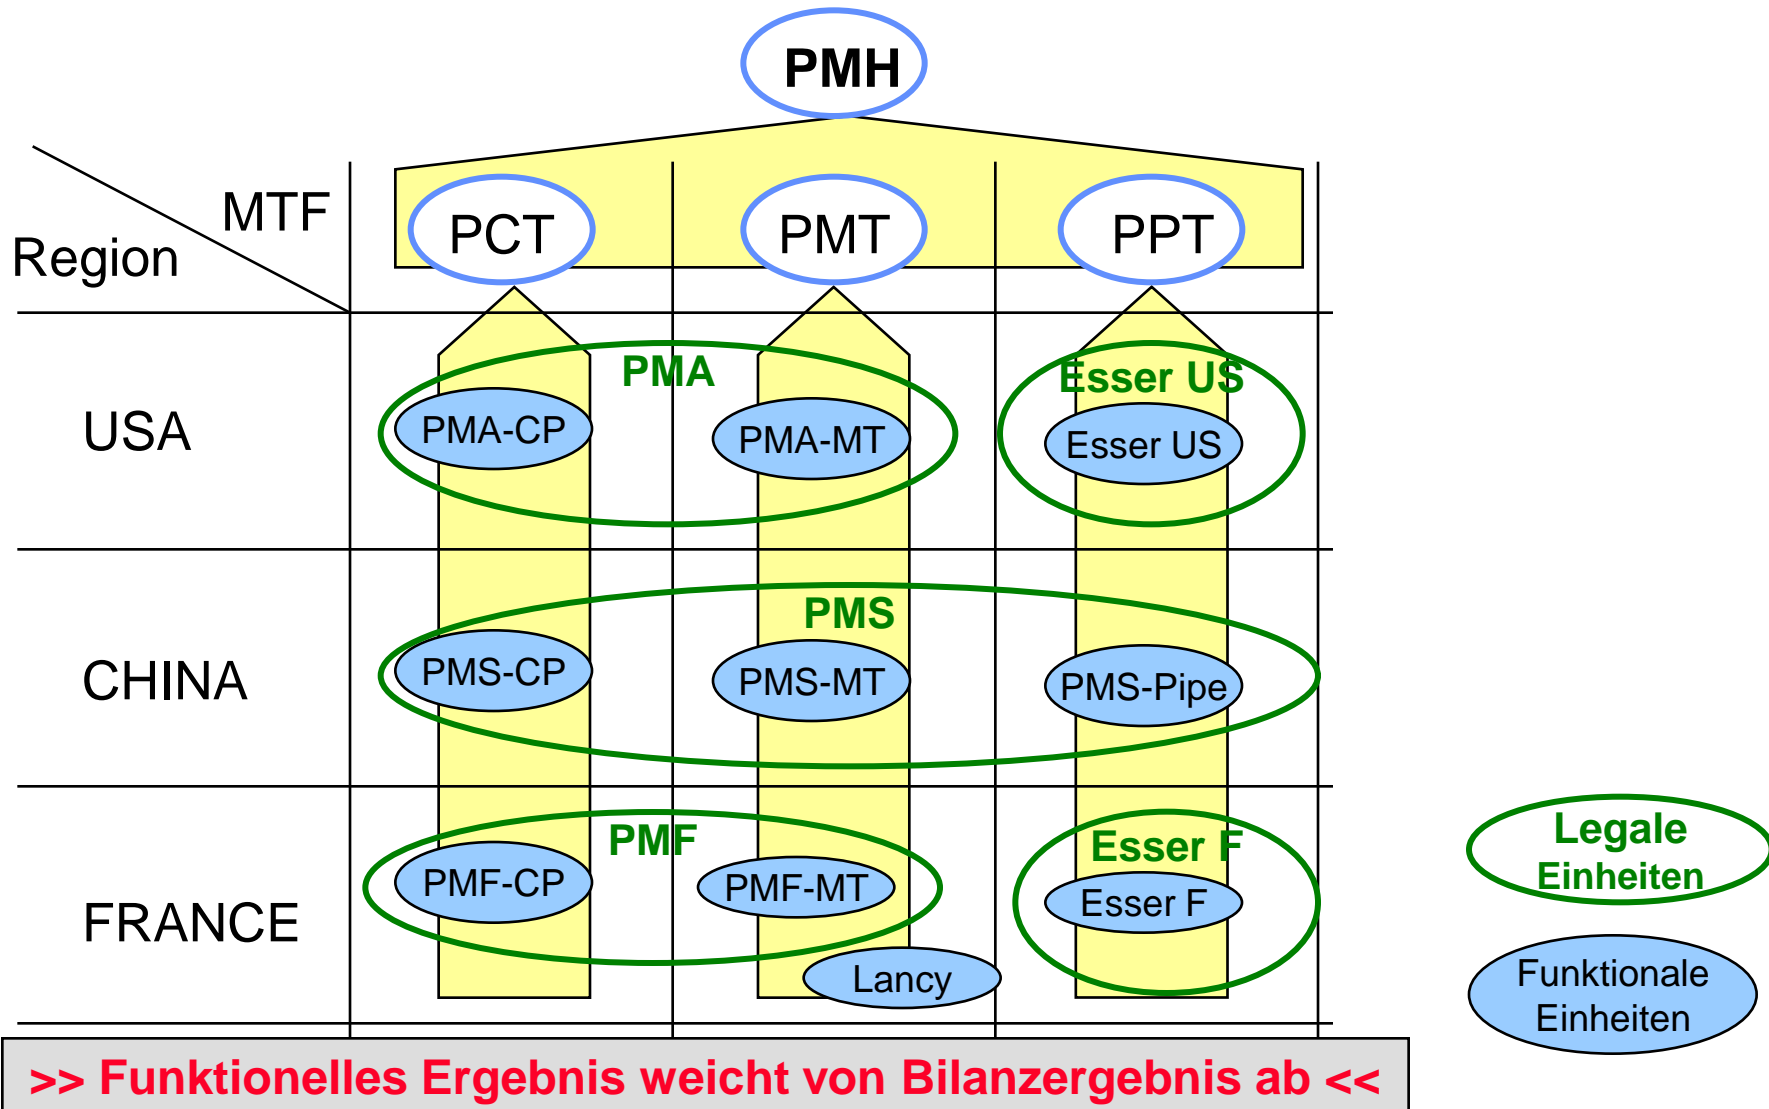 PMH
MTF
Region
PCT
PMT
PPT
USA
PMA
PMA-CP
PMA-MT
Esser US
Esser US
CHINA
PMS
PMS-CP
PMS-MT
PMS-Pipe
FRANCE
PMF
PMF-CP
PMF-MT
Lancy
Esser F
Esser F
Legale
Einheiten
Funktionale
Einheiten
>> Funktionelles Ergebnis weicht von Bilanzergebnis ab <<